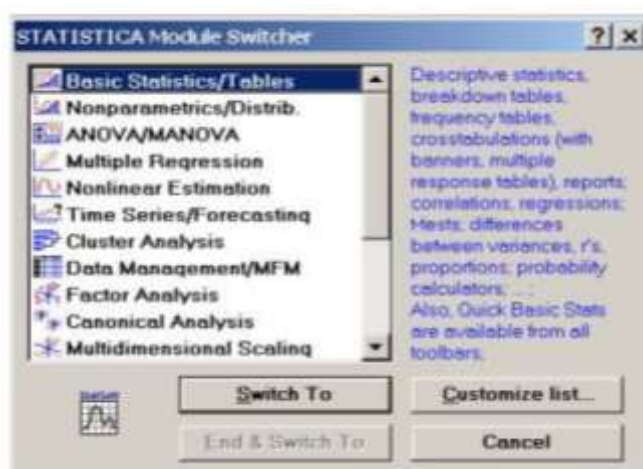 STATISTICA Module Switcher
Basic Statistics/Tables
Nonparametrics/Distrib.
ANOVA/MANOVA
Multiple Regression
Nonlinear Estimation
Time Series/Forecasting
Cluster Analysis
Data Management/MFM
Factor Analysis
Canonical Analysis
Multidimensional Scaling
Descriptive statistics,
breakdown tables,
frequency tables,
crosstabulations (with
banners, multiple
response tables), reports;
correlations, regressions;
t-tests; differences
between variances, r's,
proportions; probability
calculators; ...
Also, Quick Basic Stats
are available from all
toolbars.
Switch To
Customize list...
End & Switch To
Cancel